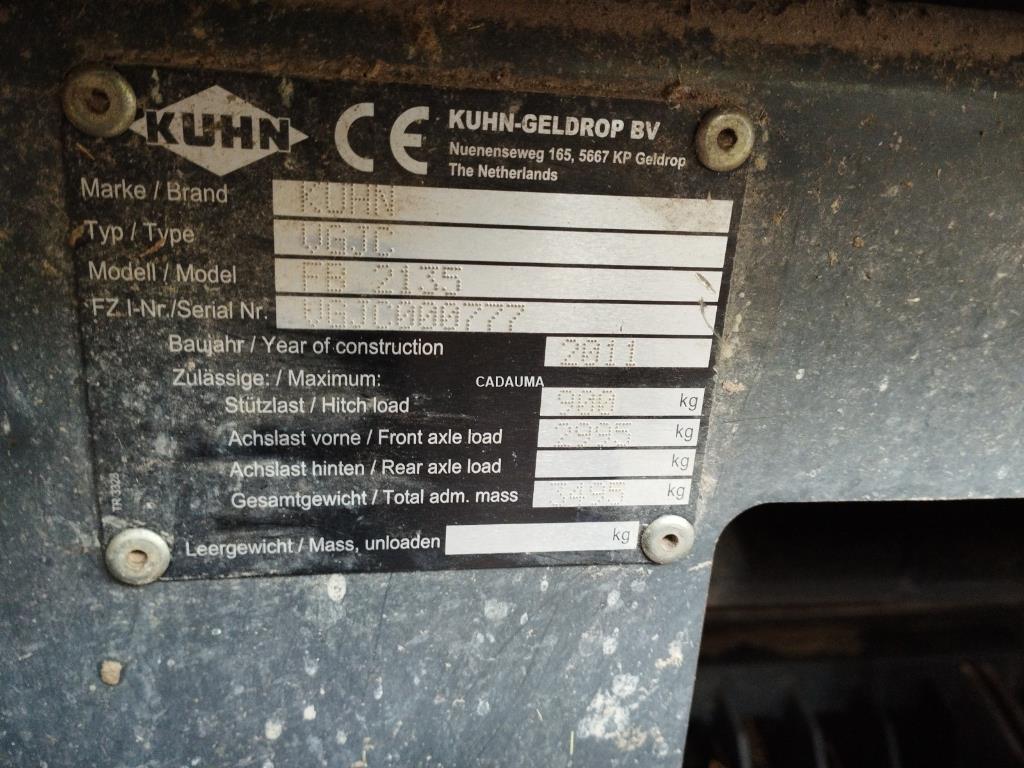 KUHN
CE
KUHN-GELDROP BV
Nuenenseweg 165, 5667 KP Geldrop
The Netherlands
Marke / Brand KUHN
Typ / Type VGJC
Modell / Model FB 2135
FZ I-Nr./Serial Nr. VGJC000777
Baujahr / Year of construction 2011
Zulässige: / Maximum:
CADAUMA
Stützlast / Hitch load 900 kg
Achslast vorne / Front axle load 2995 kg
Achslast hinten / Rear axle load kg
Gesamtgewicht / Total adm. mass 3495 kg
Leergewicht / Mass, unloaden kg